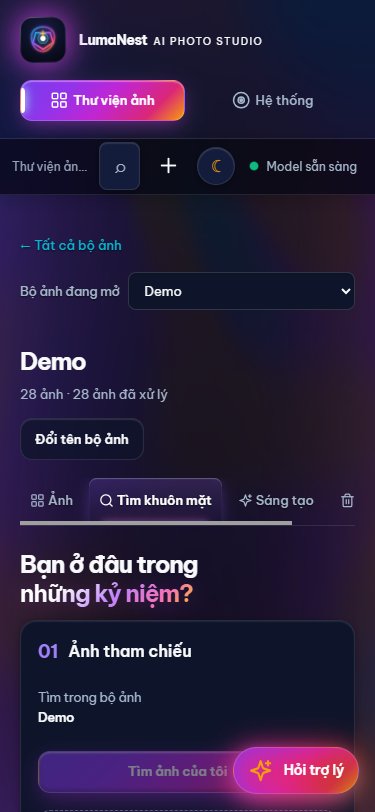 LumaNest AI PHOTO STUDIO
Thư viện ảnh
Hệ thống
Thư viện ản...
Model sẵn sàng
← Tất cả bộ ảnh
Bộ ảnh đang mở
Demo
Demo
28 ảnh · 28 ảnh đã xử lý
Đổi tên bộ ảnh
Ảnh
Tìm khuôn mặt
Sáng tạo
Bạn ở đâu trong
những kỷ niệm?
01 Ảnh tham chiếu
Tìm trong bộ ảnh
Demo
Tìm ảnh của tôi
Hỏi trợ lý